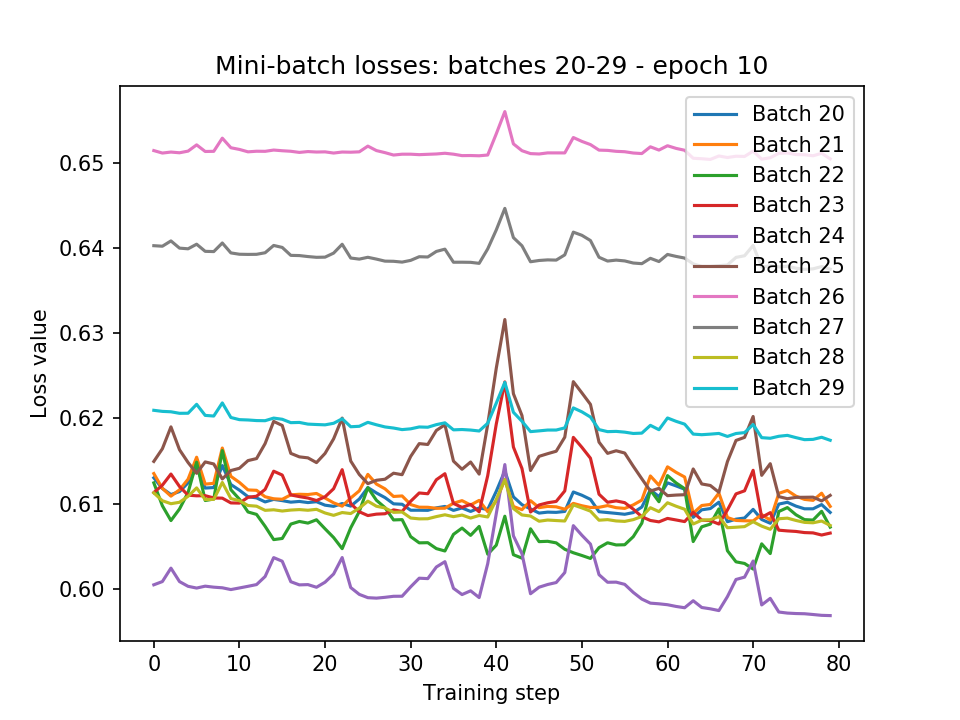 Mini-batch losses: batches 20-29 - epoch 10
Loss value
0.65
0.64
0.63
0.62
0.61
0.60
0
10
20
30
40
50
60
70
80
Training step
Batch 20
Batch 21
Batch 22
Batch 23
Batch 24
Batch 25
Batch 26
Batch 27
Batch 28
Batch 29